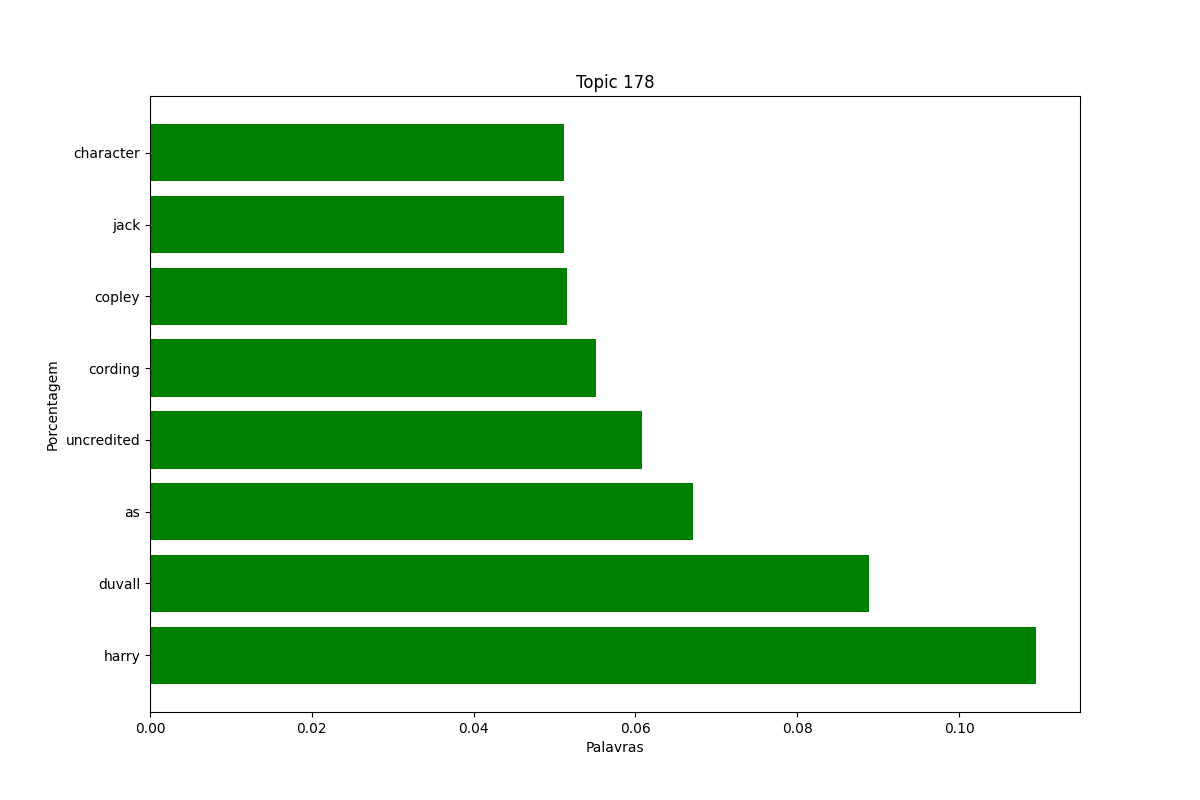 Topic 178
character
jack
copley
cording
uncredited
as
duvall
harry
Porcentagem
0.00 0.02 0.04 0.06 0.08 0.10
Palavras